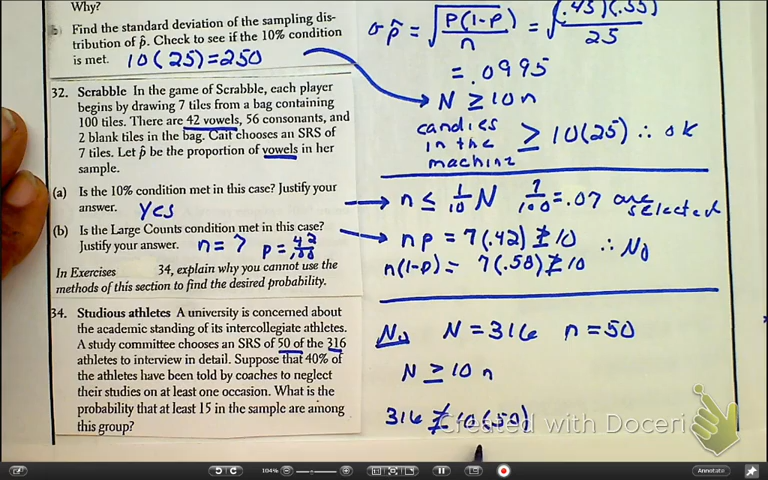 Why?
b) Find the standard deviation of the sampling dis-
tribution of p̂. Check to see if the 10% condition
is met. 10(25)=250
32. Scrabble In the game of Scrabble, each player
begins by drawing 7 tiles from a bag containing
100 tiles. There are 42 vowels, 56 consonants, and
2 blank tiles in the bag. Cait chooses an SRS of
7 tiles. Let p̂ be the proportion of vowels in her
sample.
(a) Is the 10% condition met in this case? Justify your
answer. Yes
(b) Is the Large Counts condition met in this case?
Justify your answer. n=7 p=42/100
In Exercises 34, explain why you cannot use the
methods of this section to find the desired probability.
34. Studious athletes A university is concerned about
the academic standing of its intercollegiate athletes.
A study committee chooses an SRS of 50 of the 316
athletes to interview in detail. Suppose that 40% of
the athletes have been told by coaches to neglect
their studies on at least one occasion. What is the
probability that at least 15 in the sample are among
this group?
σp̂ = √(P(1-P)/n) = √((.45)(.55)/25)
= .0995
N ≥ 10n
candies
in the ≥ 10(25) ∴ ok
machine
n ≤ 1/10 N 7/100 = .07 are
selected
np = 7(.42) ≱ 10
∴ No
n(1-p) = 7(.58) ≱ 10
No N = 316 n = 50
N ≥ 10n
316 ≱ 10(50)
Created with Doceri
104%
Annotate